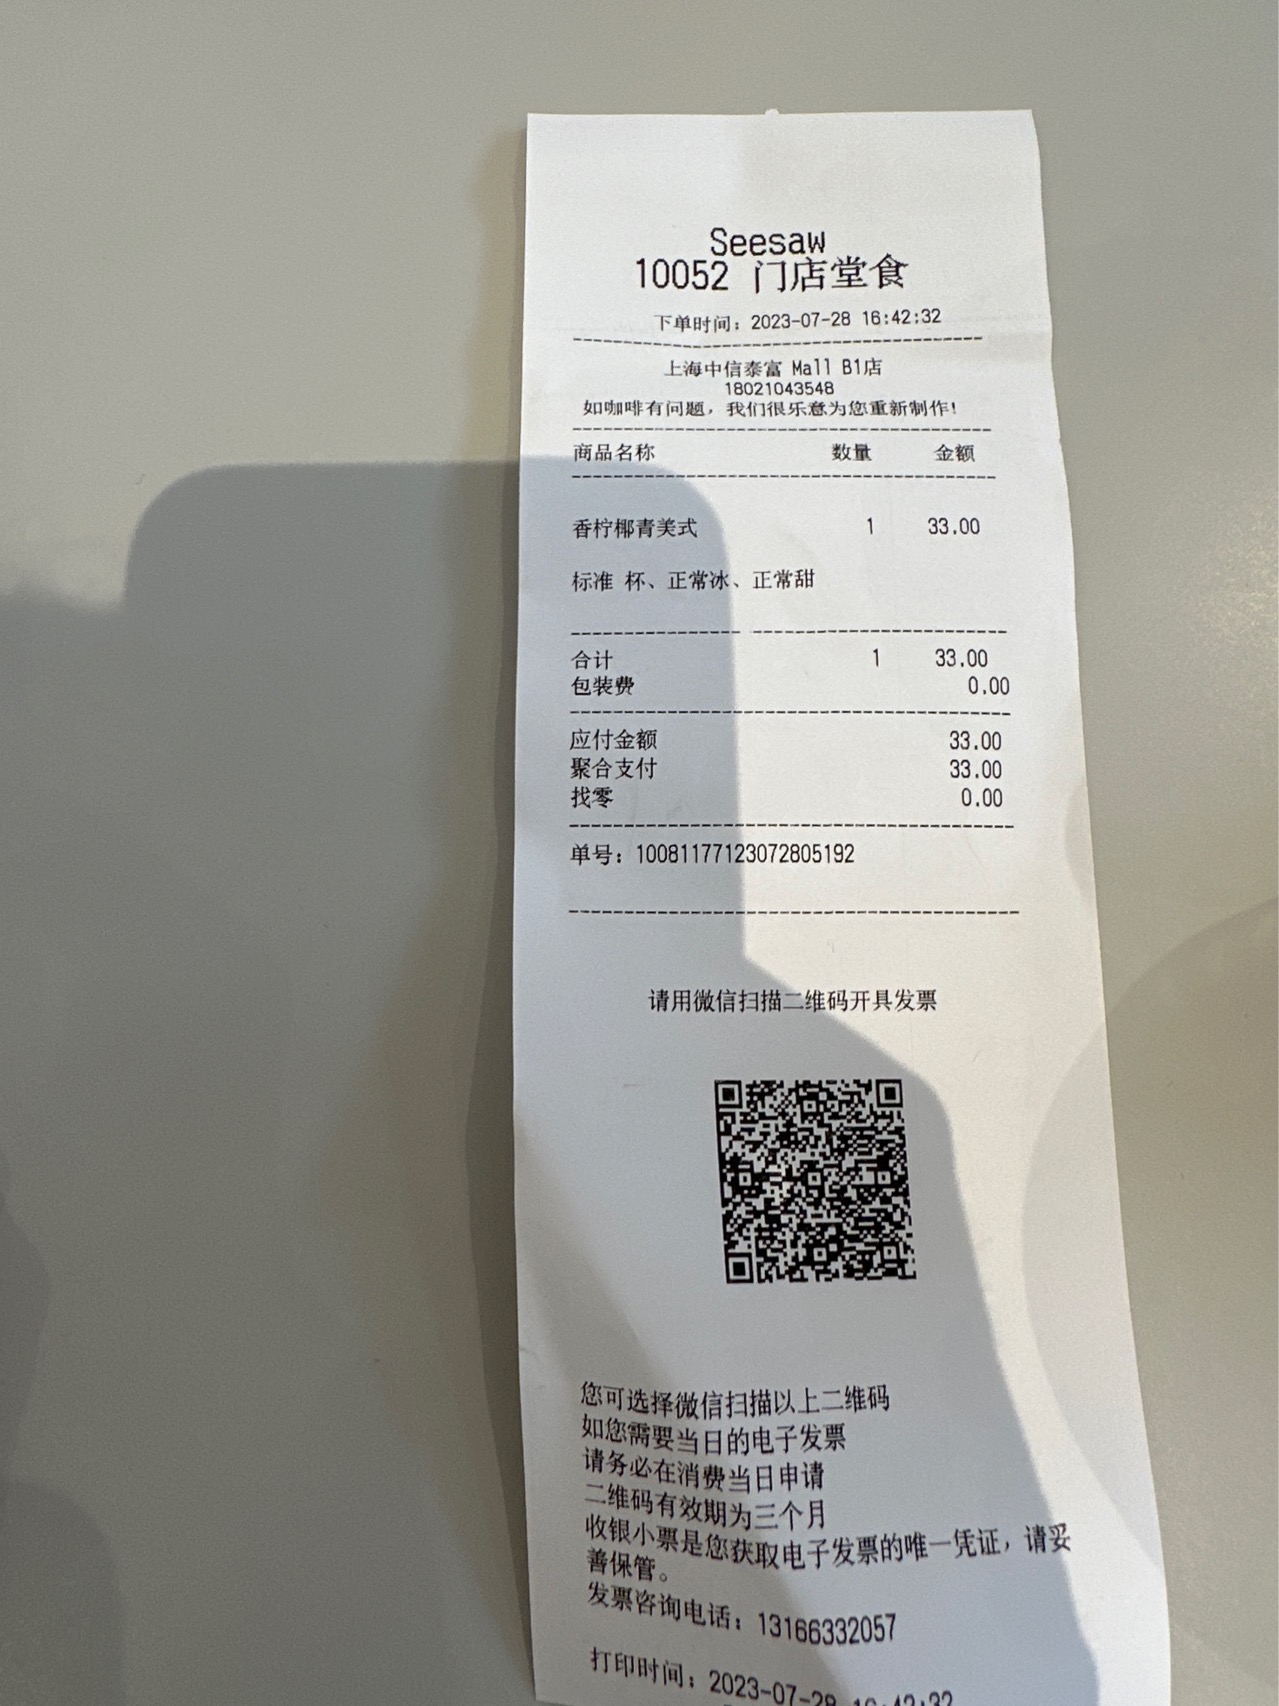 Seesaw
10052 门店堂食
下单时间：2023-07-28 16:42:32
上海中信泰富 Mall B1店
18021043548
如咖啡有问题，我们很乐意为您重新制作！
商品名称 数量 金额
香柠椰青美式 1 33.00
标准 杯、正常冰、正常甜
合计 1 33.00
包装费 0.00
应付金额 33.00
聚合支付 33.00
找零 0.00
单号：10081177123072805192
请用微信扫描二维码开具发票
您可选择微信扫描以上二维码
如您需要当日的电子发票
请务必在消费当日申请
二维码有效期为三个月
收银小票是您获取电子发票的唯一凭证，请妥
善保管。
发票咨询电话：13166332057
打印时间：2023-07-28 16:42:32